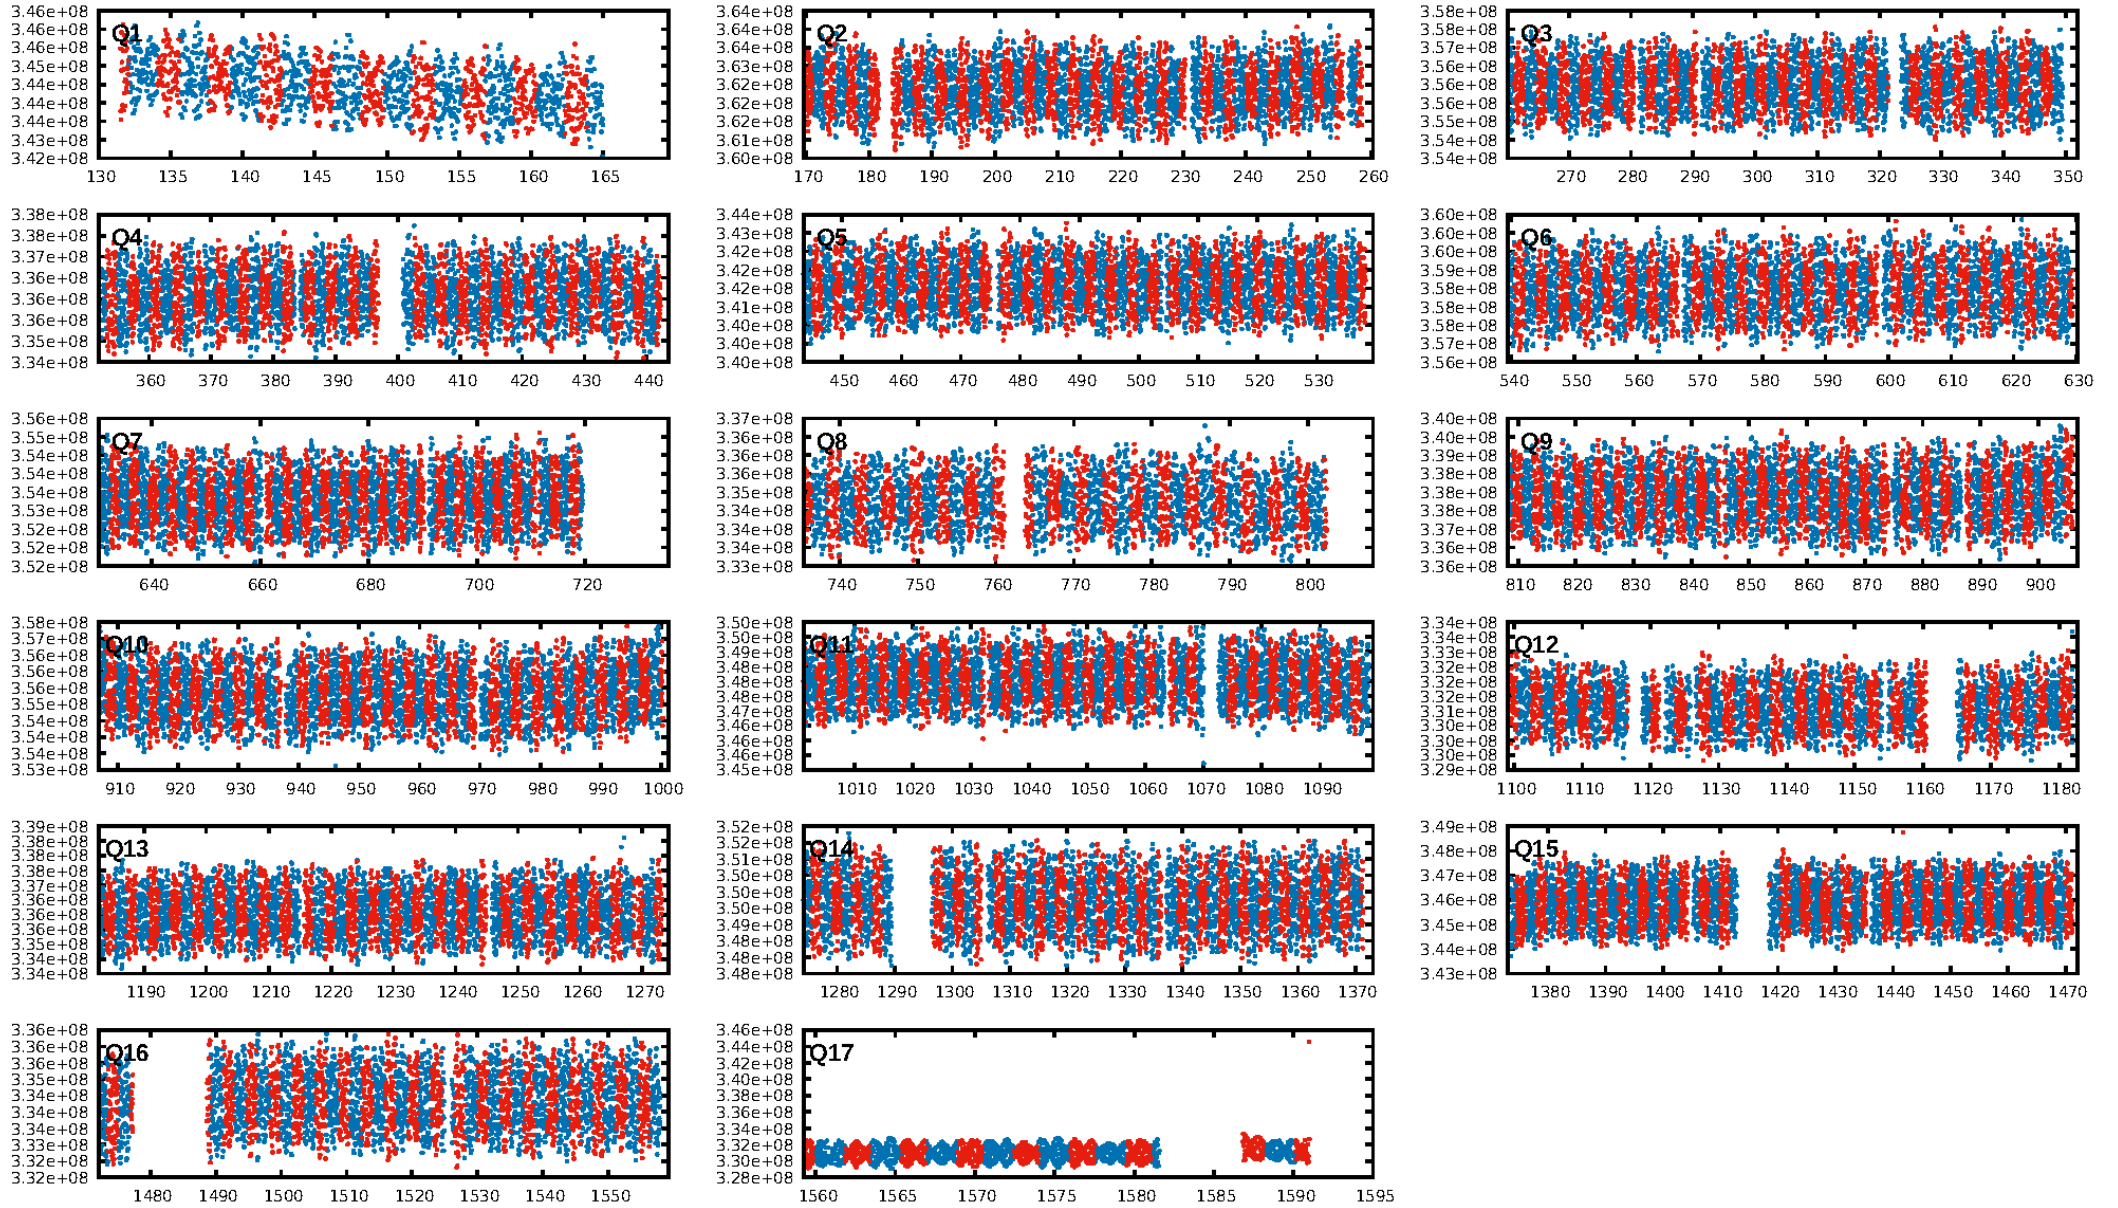 3.46e+08
3.46e+08
3.46e+08
3.45e+08
3.44e+08
3.44e+08
3.44e+08
3.43e+08
3.42e+08
Q1
130 135 140 145 150 155 160 165
3.64e+08
3.64e+08
3.64e+08
3.63e+08
3.62e+08
3.62e+08
3.62e+08
3.61e+08
3.60e+08
Q2
170 180 190 200 210 220 230 240 250 260
3.58e+08
3.58e+08
3.57e+08
3.56e+08
3.56e+08
3.56e+08
3.55e+08
3.54e+08
3.54e+08
Q3
270 280 290 300 310 320 330 340 350
3.38e+08
3.38e+08
3.37e+08
3.36e+08
3.36e+08
3.36e+08
3.35e+08
3.34e+08
Q4
360 370 380 390 400 410 420 430 440
3.44e+08
3.43e+08
3.42e+08
3.42e+08
3.42e+08
3.41e+08
3.40e+08
3.40e+08
3.40e+08
Q5
450 460 470 480 490 500 510 520 530
3.60e+08
3.60e+08
3.60e+08
3.59e+08
3.58e+08
3.58e+08
3.58e+08
3.57e+08
3.56e+08
Q6
540 550 560 570 580 590 600 610 620 630
3.56e+08
3.55e+08
3.54e+08
3.54e+08
3.54e+08
3.53e+08
3.52e+08
3.52e+08
3.52e+08
Q7
640 660 680 700 720
3.37e+08
3.36e+08
3.36e+08
3.36e+08
3.35e+08
3.34e+08
3.34e+08
3.34e+08
3.33e+08
Q8
740 750 760 770 780 790 800
3.40e+08
3.40e+08
3.39e+08
3.38e+08
3.38e+08
3.38e+08
3.37e+08
3.36e+08
3.36e+08
Q9
810 820 830 840 850 860 870 880 890 900
3.58e+08
3.57e+08
3.56e+08
3.56e+08
3.56e+08
3.55e+08
3.54e+08
3.54e+08
3.54e+08
3.53e+08
Q10
910 920 930 940 950 960 970 980 990 1000
3.50e+08
3.50e+08
3.49e+08
3.48e+08
3.48e+08
3.48e+08
3.47e+08
3.46e+08
3.46e+08
3.46e+08
3.45e+08
Q11
1010 1020 1030 1040 1050 1060 1070 1080 1090
3.34e+08
3.34e+08
3.33e+08
3.32e+08
3.32e+08
3.32e+08
3.31e+08
3.30e+08
3.30e+08
3.30e+08
3.29e+08
Q12
1100 1110 1120 1130 1140 1150 1160 1170 1180
3.39e+08
3.38e+08
3.38e+08
3.38e+08
3.37e+08
3.36e+08
3.36e+08
3.36e+08
3.35e+08
3.34e+08
3.34e+08
Q13
1190 1200 1210 1220 1230 1240 1250 1260 1270
3.52e+08
3.52e+08
3.51e+08
3.50e+08
3.50e+08
3.50e+08
3.49e+08
3.48e+08
3.48e+08
3.48e+08
Q14
1280 1290 1300 1310 1320 1330 1340 1350 1360 1370
3.49e+08
3.48e+08
3.47e+08
3.46e+08
3.45e+08
3.44e+08
3.43e+08
Q15
1380 1390 1400 1410 1420 1430 1440 1450 1460 1470
3.36e+08
3.36e+08
3.36e+08
3.35e+08
3.34e+08
3.34e+08
3.34e+08
3.33e+08
3.32e+08
3.32e+08
Q16
1480 1490 1500 1510 1520 1530 1540 1550
3.46e+08
3.44e+08
3.42e+08
3.40e+08
3.38e+08
3.36e+08
3.34e+08
3.32e+08
3.30e+08
3.28e+08
Q17
1560 1565 1570 1575 1580 1585 1590 1595